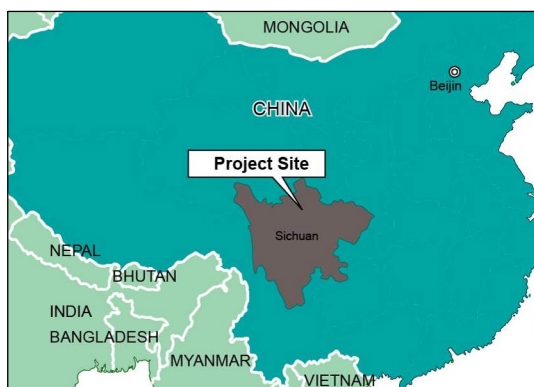 MONGOLIA
Beijin
CHINA
Project Site
Sichuan
NEPAL
BHUTAN
INDIA
BANGLADESH
MYANMAR
VIETNAM